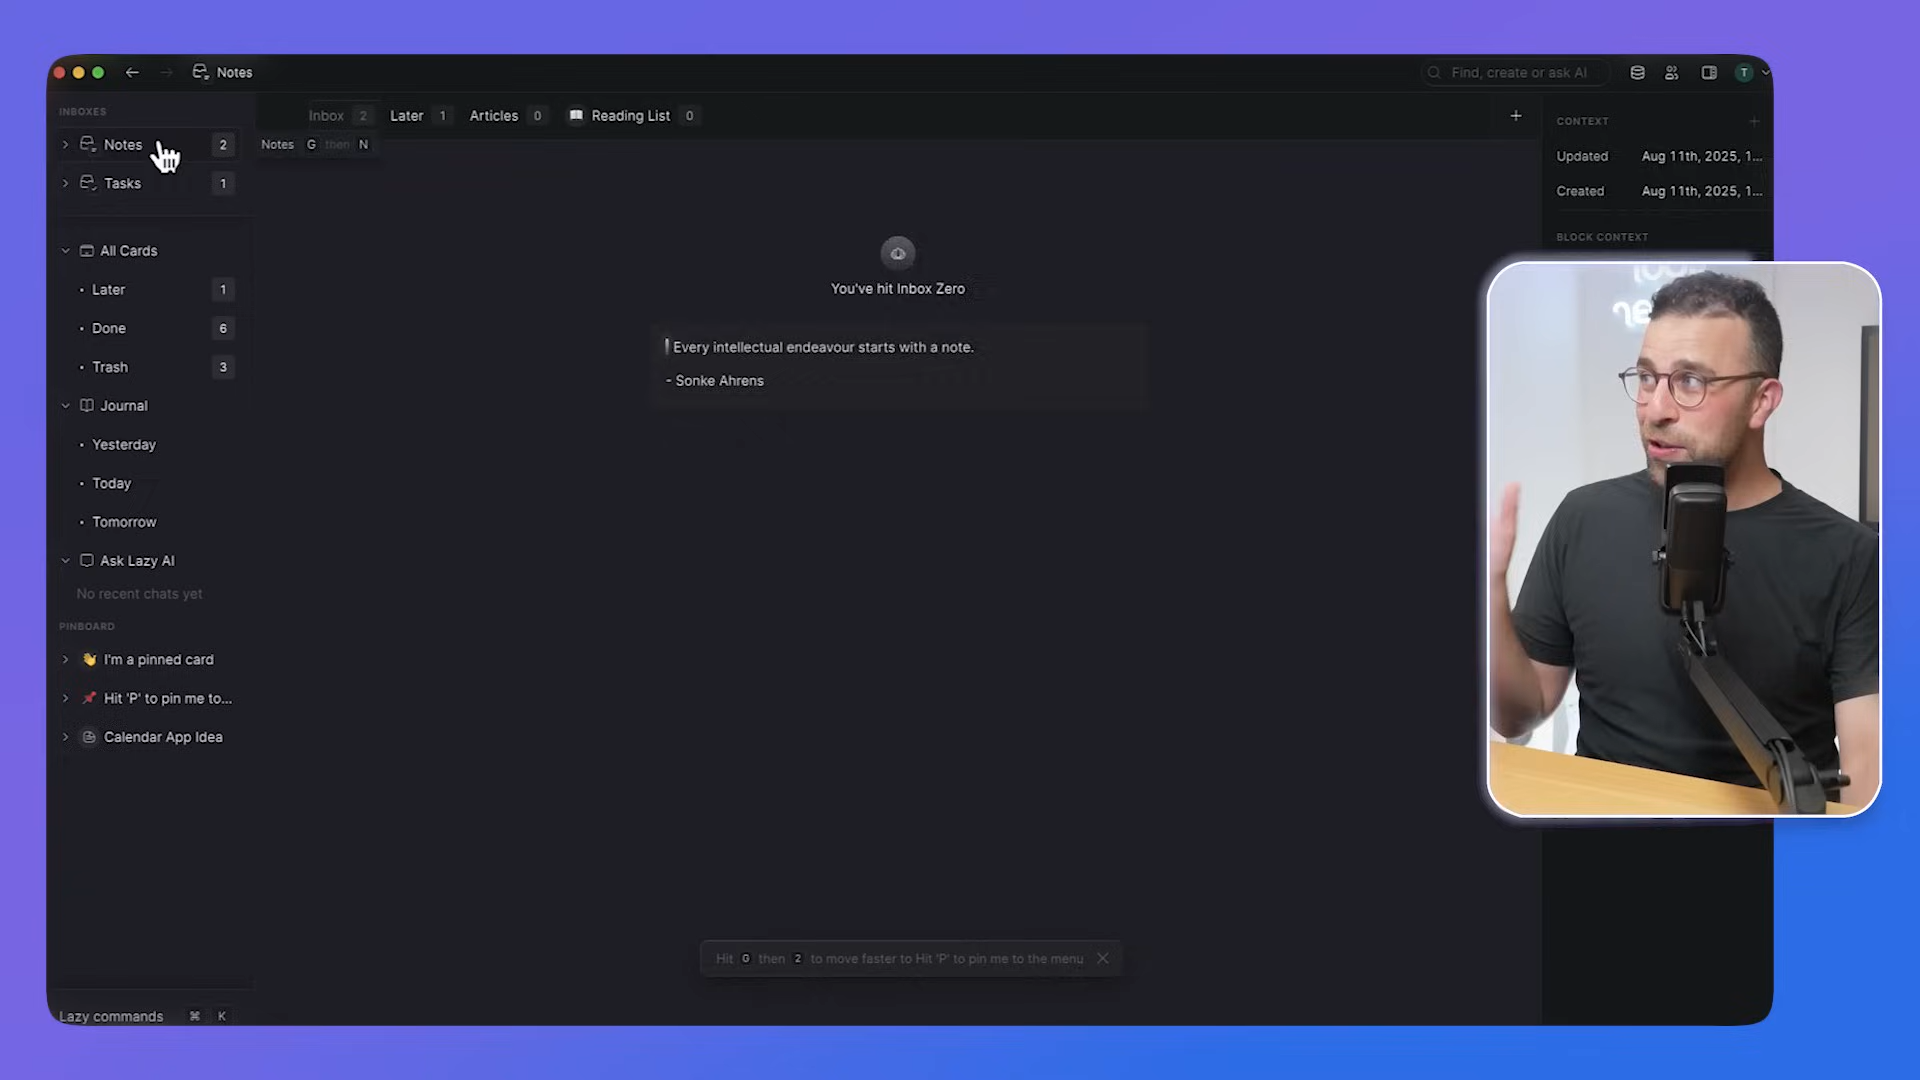 Notes
Find, create or ask AI
T
INBOXES
Notes 2
Tasks 1
All Cards
Later 1
Done 6
Trash 3
Journal
Yesterday
Today
Tomorrow
Ask Lazy AI
No recent chats yet
PINBOARD
I'm a pinned card
Hit 'P' to pin me to...
Calendar App Idea
Lazy commands ⌘ K
Inbox 2 Later 1 Articles 0 Reading List 0
Notes G then N
You've hit Inbox Zero
Every intellectual endeavour starts with a note.
- Sonke Ahrens
Hit G then 2 to move faster to Hit 'P' to pin me to the menu
CONTEXT
Updated Aug 11th, 2025, 1...
Created Aug 11th, 2025, 1...
BLOCK CONTEXT